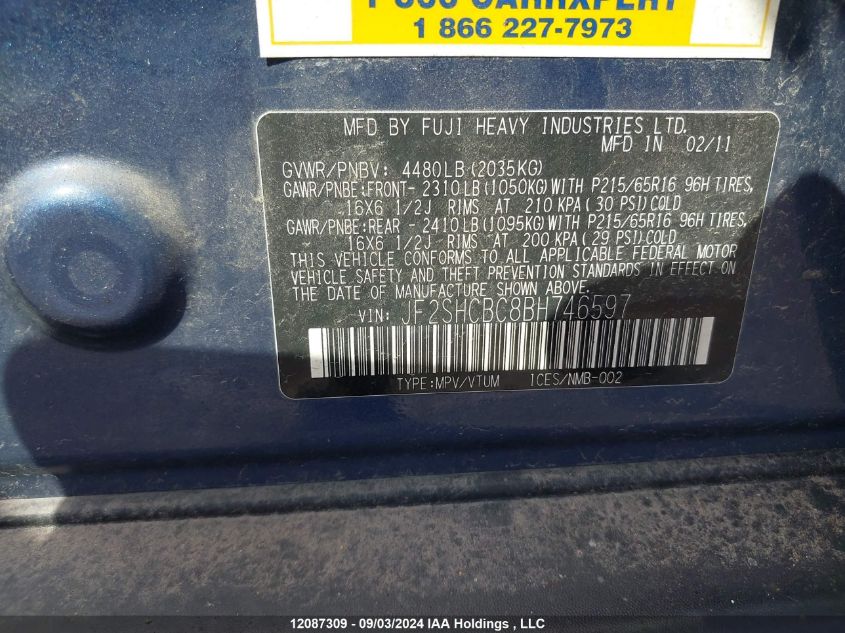 1 866 CARRXPERT
1 866 227-7973
MFD BY FUJI HEAVY INDUSTRIES LTD.
MFD IN 02/11
GVWR/PNBV: 4480LB(2035KG)
GAWR/PNBE:FRONT- 2310LB(1050KG)WITH P215/65R16 96H TIRES,
16X6 1/2J RIMS AT 210 KPA(30 PSI)COLD
GAWR/PNBE:REAR - 2410LB(1095KG)WITH P215/65R16 96H TIRES,
16X6 1/2J RIMS AT 200 KPA(29 PSI)COLD
THIS VEHICLE CONFORMS TO ALL APPLICABLE FEDERAL MOTOR
VEHICLE SAFETY AND THEFT PREVENTION STANDARDS IN EFFECT ON
THE DATE OF MANUFACTURE SHOWN ABOVE.
VIN: JF2SHCBC8BH746597
TYPE:MPV/VTUM ICES/NMB-002
12087309 - 09/03/2024 IAA Holdings , LLC